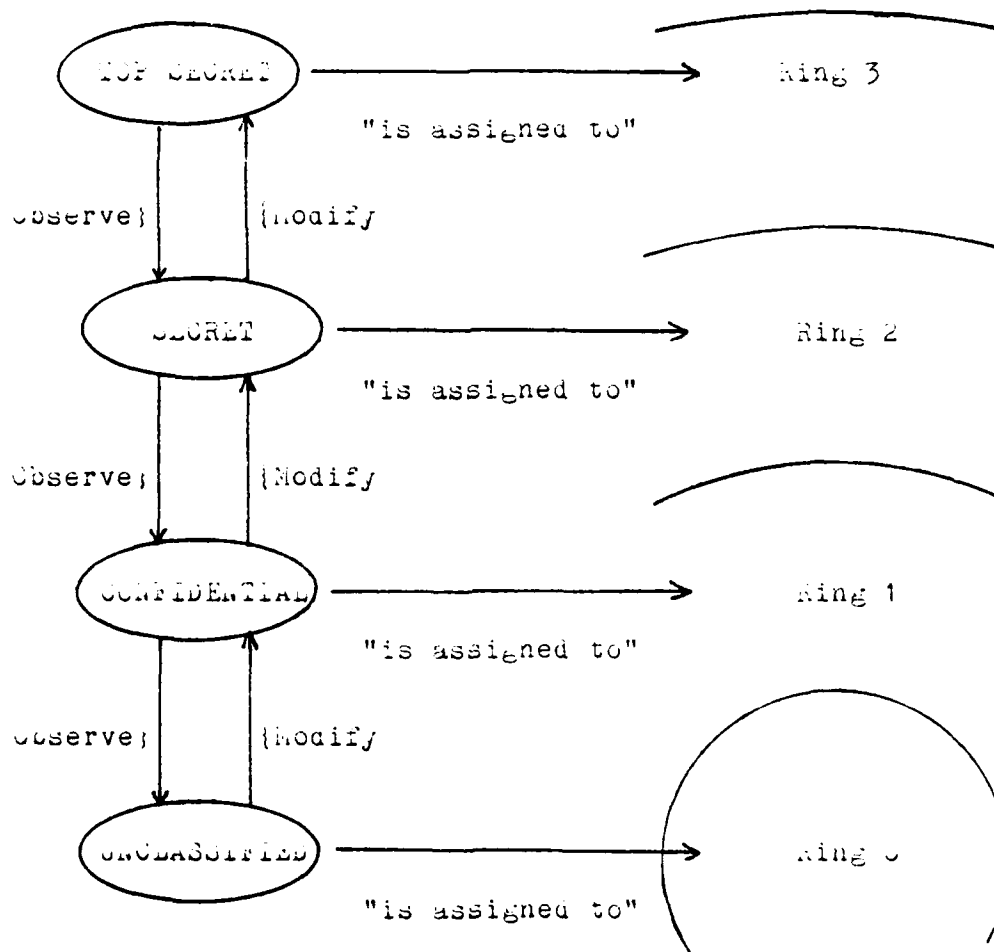 TOP SECRET Ring 3
"is assigned to"
Observe} {Modify
SECRET Ring 2
"is assigned to"
Observe} {Modify
CONFIDENTIAL Ring 1
"is assigned to"
Observe} {Modify
UNCLASSIFIED Ring 0
"is assigned to"